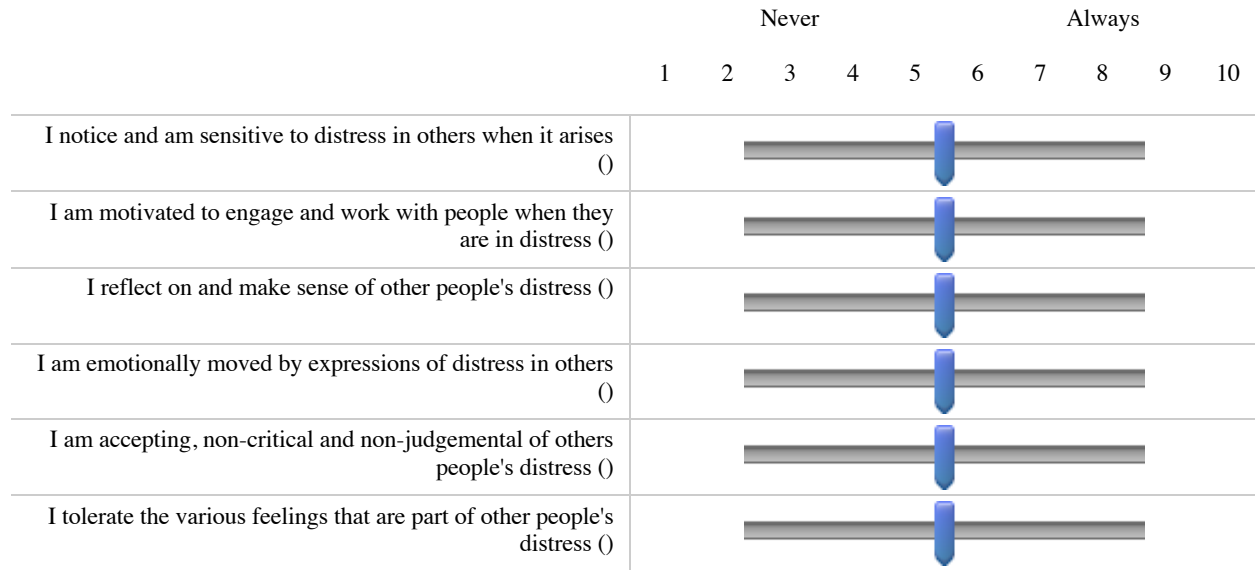 Never Always
1 2 3 4 5 6 7 8 9 10
I notice and am sensitive to distress in others when it arises
()
I am motivated to engage and work with people when they
are in distress ()
I reflect on and make sense of other people's distress ()
I am emotionally moved by expressions of distress in others
()
I am accepting, non-critical and non-judgemental of others
people's distress ()
I tolerate the various feelings that are part of other people's
distress ()